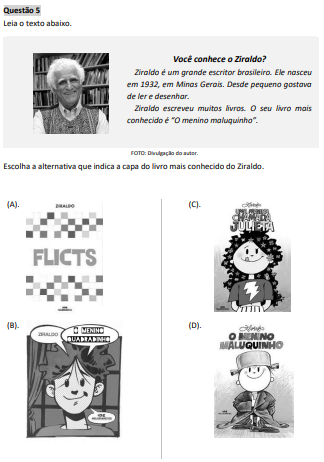 Questão 5
Leia o texto abaixo.
Você conhece o Ziraldo?
Ziraldo é um grande escritor brasileiro. Ele nasceu
em 1932, em Minas Gerais. Desde pequeno gostava
de ler e desenhar.
Ziraldo escreveu muitos livros. O seu livro mais
conhecido é “O menino maluquinho”.
FOTO: Divulgação do autor.
Escolha a alternativa que indica a capa do livro mais conhecido do Ziraldo.
(A).
ZIRALDO
FLICTS
(B).
ZIRALDO
O MENINO
QUADRADINHO
(C).
UMA MENINA
CHAMADA
JULIETA
(D).
O MENINO
MALUQUINHO